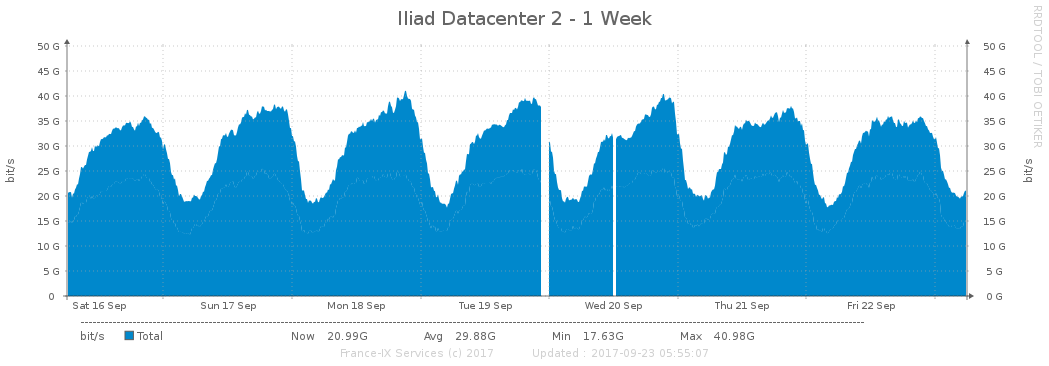 Iliad Datacenter 2 - 1 Week
RRDTOOL / TOBI OETIKER
bit/s
50 G 50 G
45 G 45 G
40 G 40 G
35 G 35 G
30 G 30 G
25 G 25 G
20 G 20 G
15 G 15 G
10 G 10 G
5 G 5 G
0 0 G
bit/s
Sat 16 Sep Sun 17 Sep Mon 18 Sep Tue 19 Sep Wed 20 Sep Thu 21 Sep Fri 22 Sep
bit/s Total Now 20.99G Avg 29.88G Min 17.63G Max 40.98G
France-IX Services (c) 2017 Updated : 2017-09-23 05:55:07